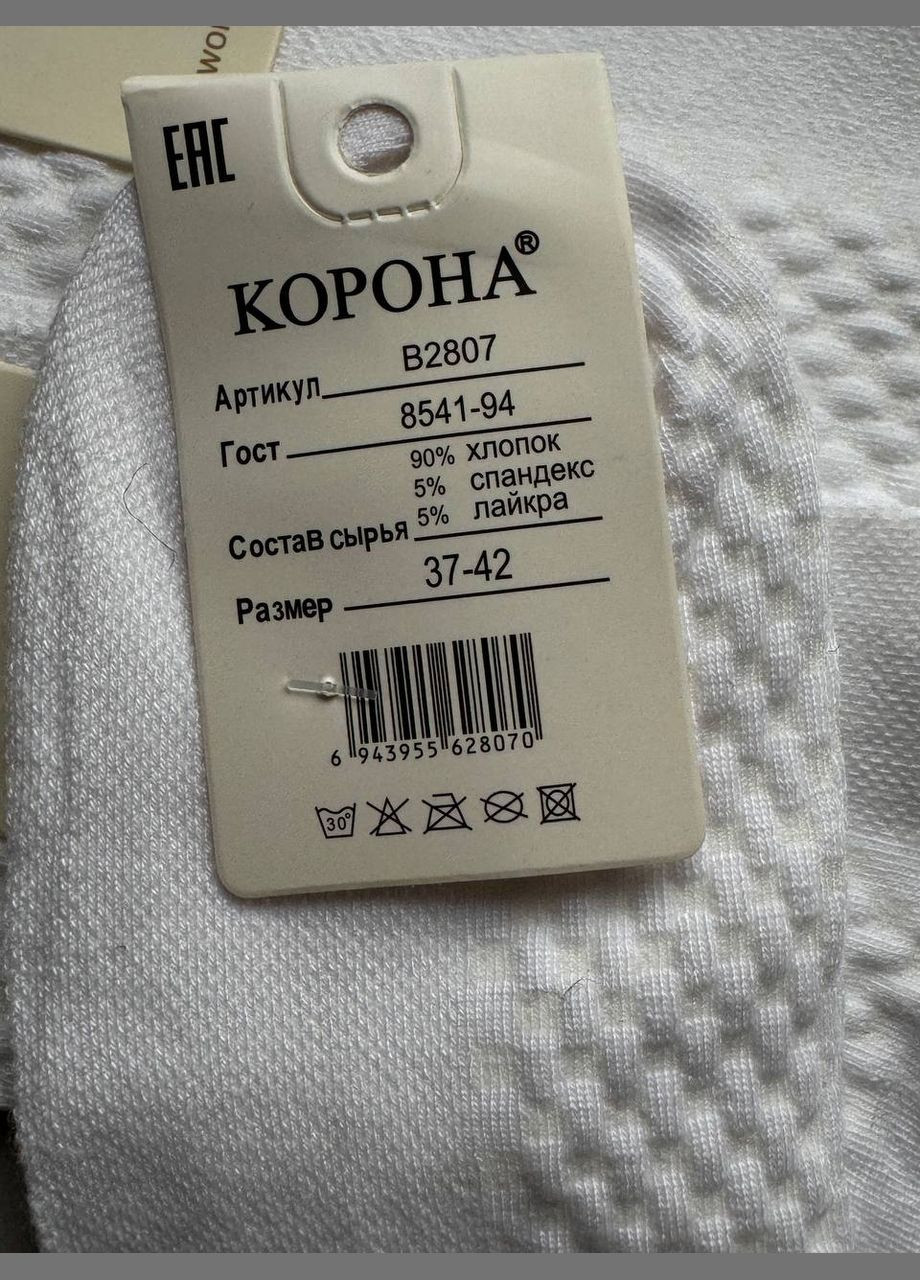 EAC
КОРОНА®
Артикул B2807
Гост 8541-94
90% хлопок
5% спандекс
СостаВ сырья 5% лайкра
Размер 37-42
6 943955 628070
30°